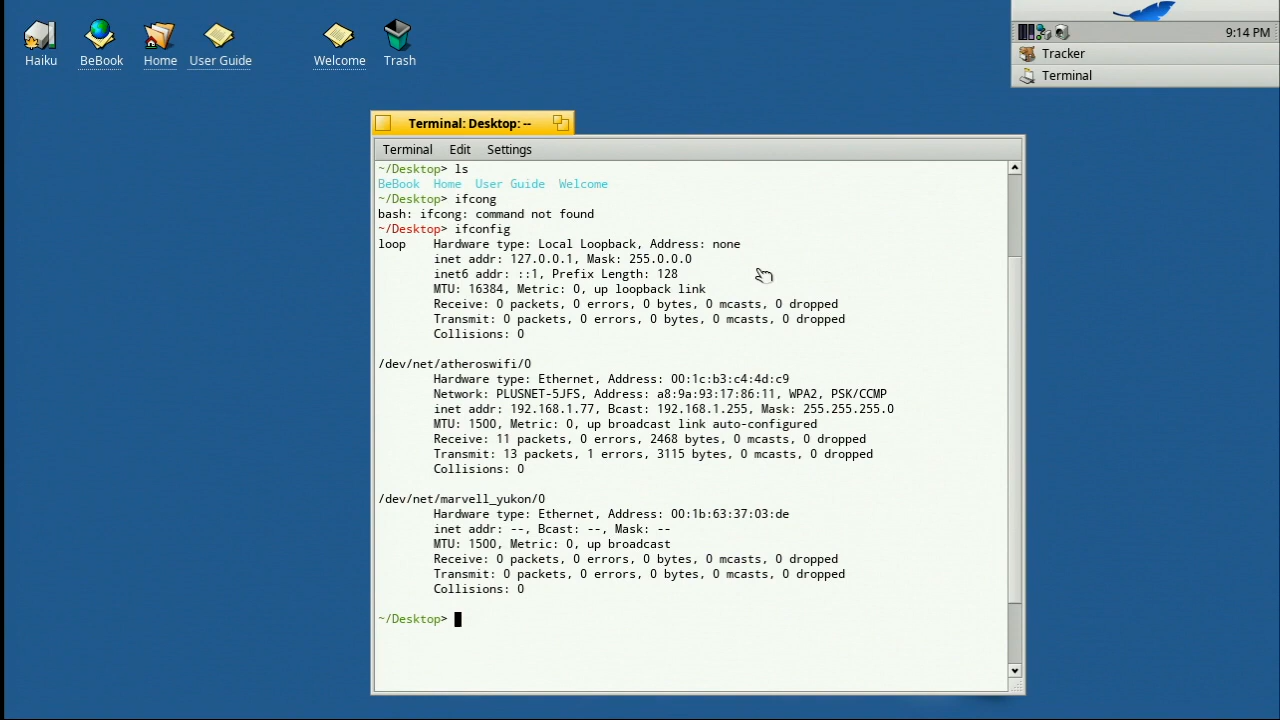 Haiku
BeBook
Home
User Guide
Welcome
Trash
9:14 PM
Tracker
Terminal
Terminal: Desktop: --
Terminal Edit Settings
~/Desktop> ls
BeBook Home User Guide Welcome
~/Desktop> ifcong
bash: ifcong: command not found
~/Desktop> ifconfig
loop Hardware type: Local Loopback, Address: none
inet addr: 127.0.0.1, Mask: 255.0.0.0
inet6 addr: ::1, Prefix Length: 128
MTU: 16384, Metric: 0, up loopback link
Receive: 0 packets, 0 errors, 0 bytes, 0 mcasts, 0 dropped
Transmit: 0 packets, 0 errors, 0 bytes, 0 mcasts, 0 dropped
Collisions: 0
/dev/net/atheroswifi/0
Hardware type: Ethernet, Address: 00:1c:b3:c4:4d:c9
Network: PLUSNET-5JFS, Address: a8:9a:93:17:86:11, WPA2, PSK/CCMP
inet addr: 192.168.1.77, Bcast: 192.168.1.255, Mask: 255.255.255.0
MTU: 1500, Metric: 0, up broadcast link auto-configured
Receive: 11 packets, 0 errors, 2468 bytes, 0 mcasts, 0 dropped
Transmit: 13 packets, 1 errors, 3115 bytes, 0 mcasts, 0 dropped
Collisions: 0
/dev/net/marvell_yukon/0
Hardware type: Ethernet, Address: 00:1b:63:37:03:de
inet addr: --, Bcast: --, Mask: --
MTU: 1500, Metric: 0, up broadcast
Receive: 0 packets, 0 errors, 0 bytes, 0 mcasts, 0 dropped
Transmit: 0 packets, 0 errors, 0 bytes, 0 mcasts, 0 dropped
Collisions: 0
~/Desktop>